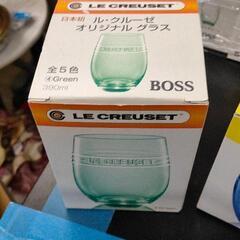 LE CREUSET
日本初 ル・クルーゼ
オリジナル グラス
全5色
④Green
390ml
BOSS
LE CREUSET